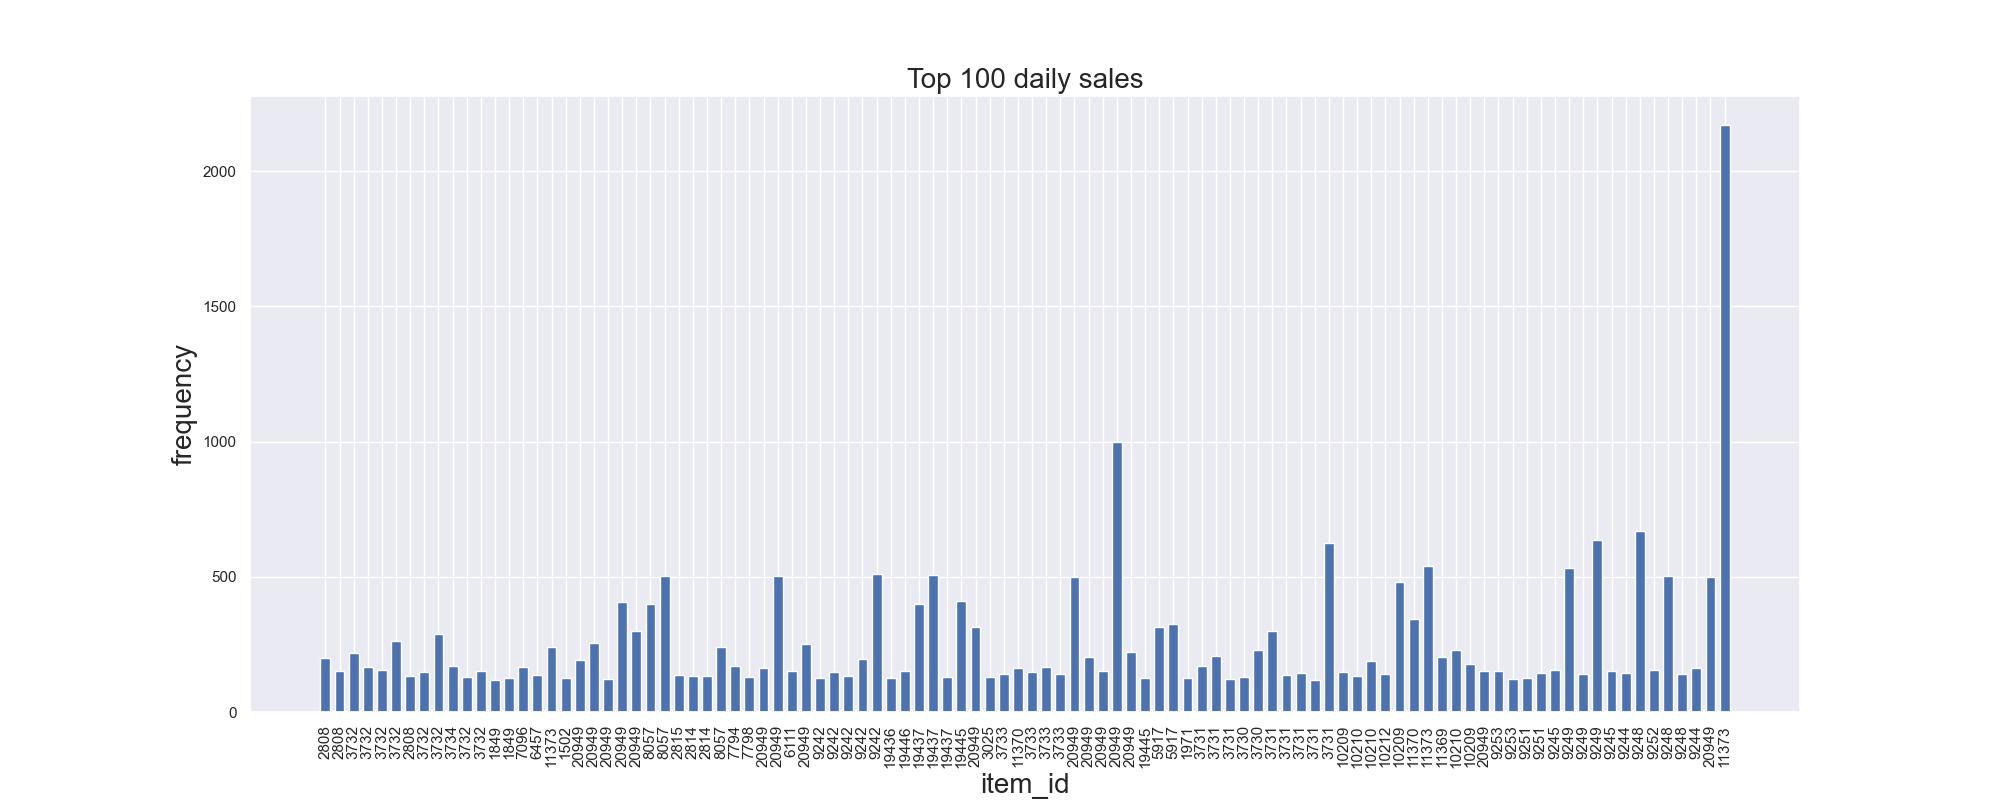 Top 100 daily sales
frequency
2000
1500
1000
500
0
2808 2808 3732 3732 3732 3732 2808 3732 3732 3734 3732 3732 1849 1849 7096 6457 11373 1502 20949 20949 20949 20949 20949 8057 8057 2815 2814 2814 8057 7794 7798 20949 20949 6111 20949 9242 9242 9242 9242 9242 19436 19446 19437 19437 19437 19445 20949 3025 3733 11370 3733 3733 3733 20949 20949 20949 20949 20949 19445 5917 5917 1971 3731 3731 3731 3730 3730 3731 3731 3731 3731 3731 10209 10210 10210 10212 10209 11370 11373 11369 10210 10209 20949 9253 9253 9251 9251 9245 9249 9249 9249 9245 9244 9248 9252 9248 9248 9244 20949 11373
item_id